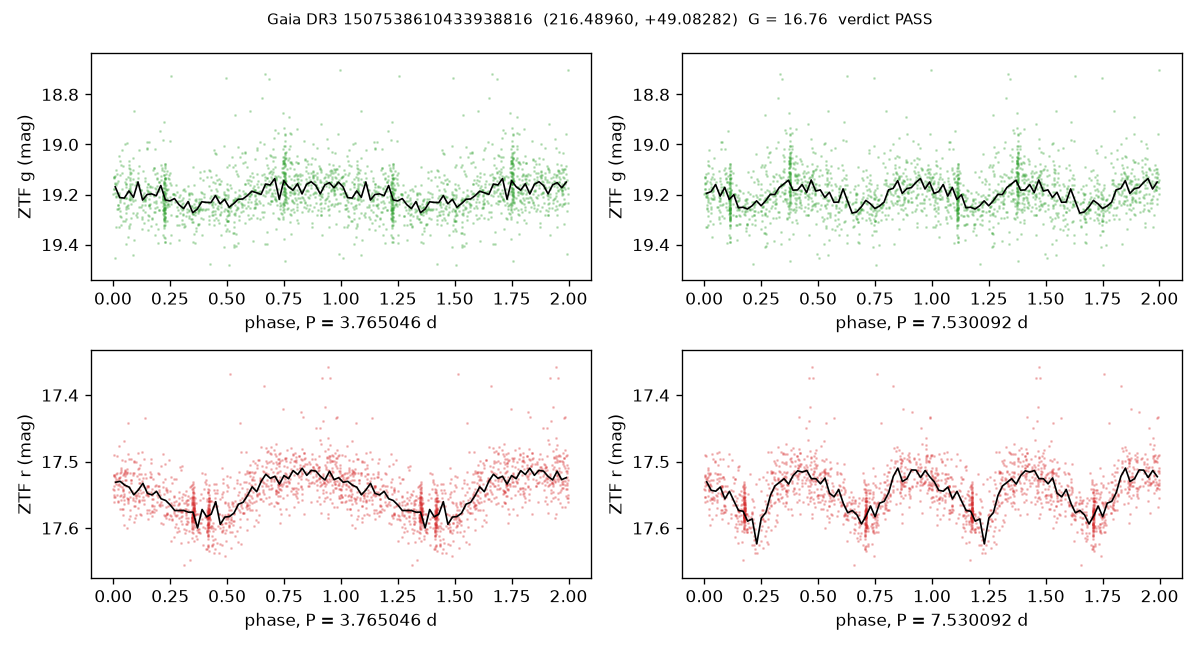 Gaia DR3 1507538610433938816 (216.48960, +49.08282) G = 16.76 verdict PASS
ZTF g (mag)
18.8
19.0
19.2
19.4
0.00 0.25 0.50 0.75 1.00 1.25 1.50 1.75 2.00
phase, P = 3.765046 d
ZTF g (mag)
18.8
19.0
19.2
19.4
0.00 0.25 0.50 0.75 1.00 1.25 1.50 1.75 2.00
phase, P = 7.530092 d
ZTF r (mag)
17.4
17.5
17.6
0.00 0.25 0.50 0.75 1.00 1.25 1.50 1.75 2.00
phase, P = 3.765046 d
ZTF r (mag)
17.4
17.5
17.6
0.00 0.25 0.50 0.75 1.00 1.25 1.50 1.75 2.00
phase, P = 7.530092 d